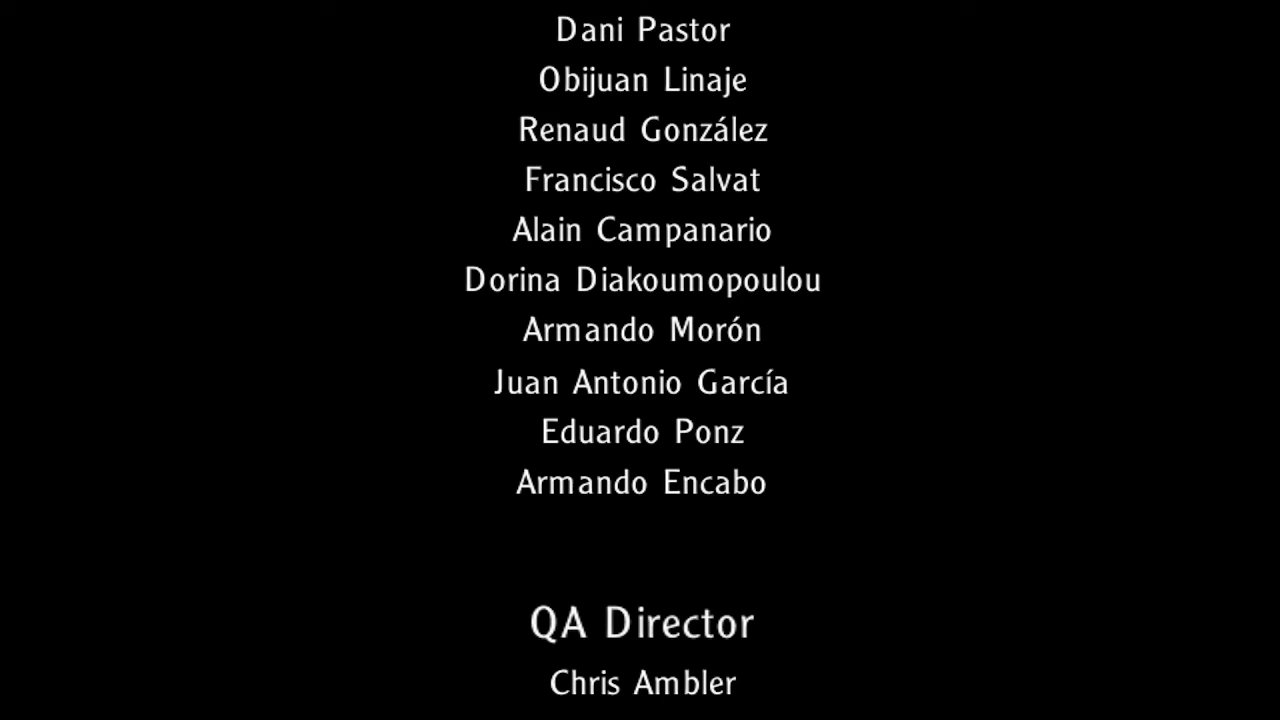 Dani Pastor
Obijuan Linaje
Renaud González
Francisco Salvat
Alain Campanario
Dorina Diakoumopoulou
Armando Morón
Juan Antonio García
Eduardo Ponz
Armando Encabo
QA Director
Chris Ambler